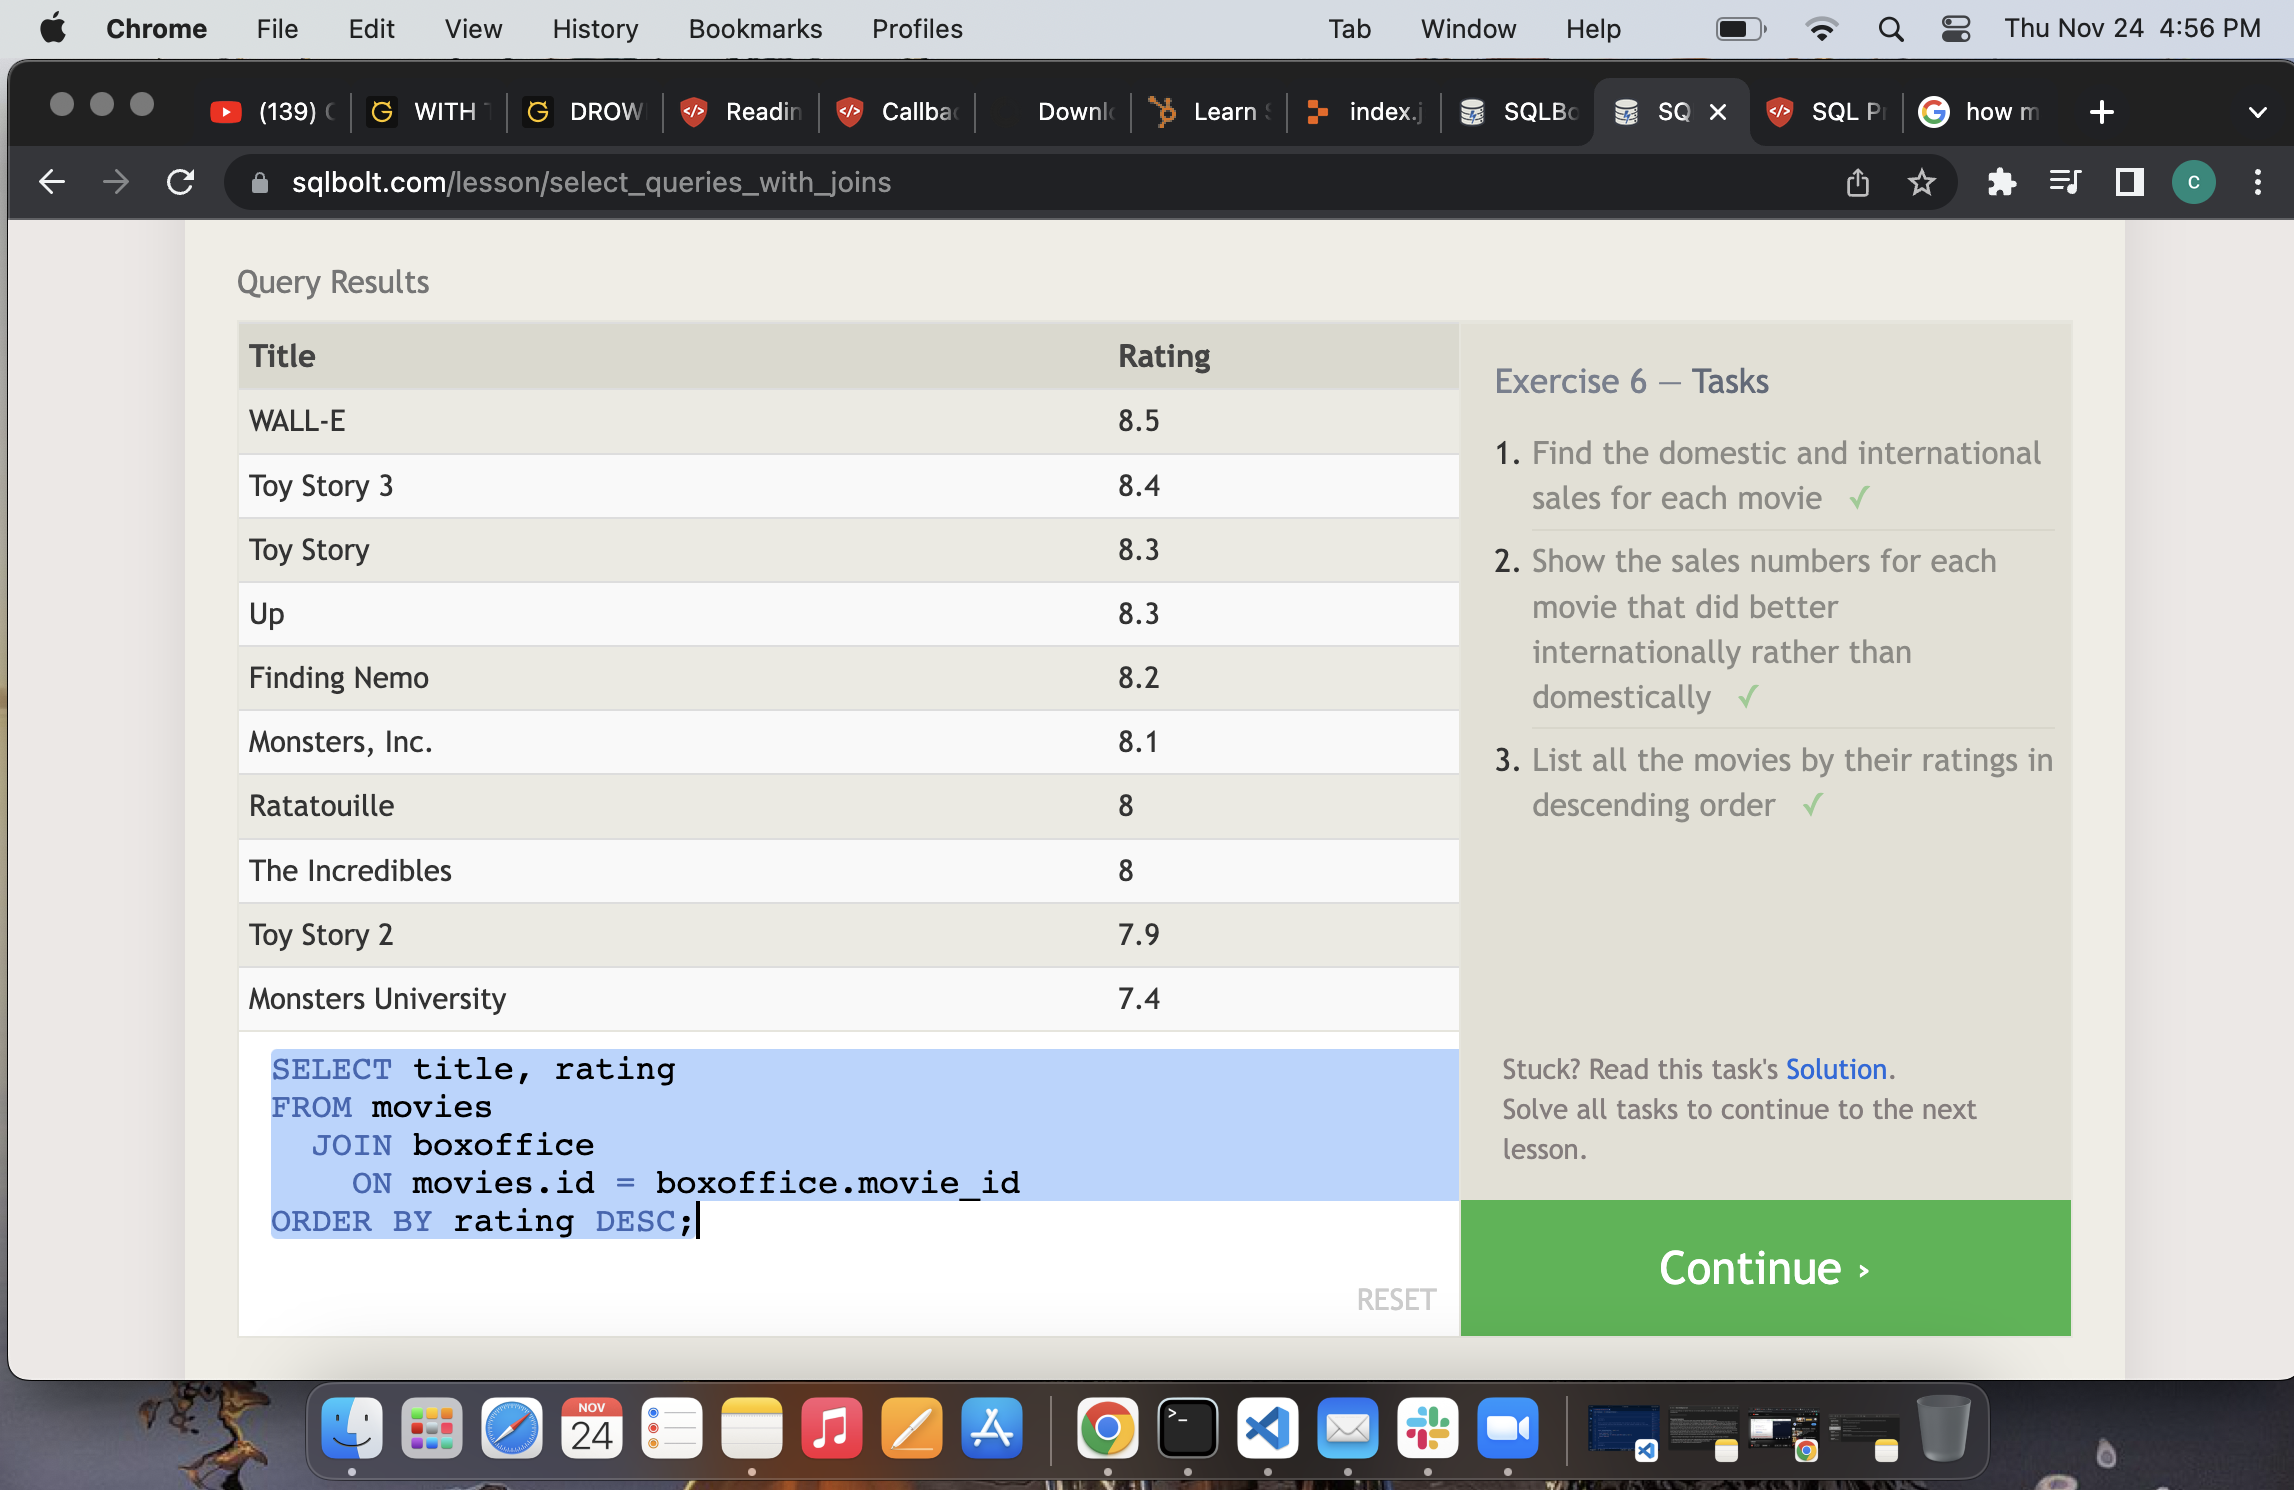 Chrome File Edit View History Bookmarks Profiles Tab Window Help Thu Nov 24 4:56 PM
(139) WITH DROW Readin Callba Downl Learn index.j SQLBo SQ SQL P how m
sqlbolt.com/lesson/select_queries_with_joins C
Query Results
Title Rating
WALL-E 8.5
Toy Story 3 8.4
Toy Story 8.3
Up 8.3
Finding Nemo 8.2
Monsters, Inc. 8.1
Ratatouille 8
The Incredibles 8
Toy Story 2 7.9
Monsters University 7.4
SELECT title, rating
FROM movies
JOIN boxoffice
ON movies.id = boxoffice.movie_id
ORDER BY rating DESC;
RESET
Exercise 6 — Tasks
1. Find the domestic and international
sales for each movie ✓
2. Show the sales numbers for each
movie that did better
internationally rather than
domestically ✓
3. List all the movies by their ratings in
descending order ✓
Stuck? Read this task's Solution.
Solve all tasks to continue to the next
lesson.
Continue ›
NOV
24